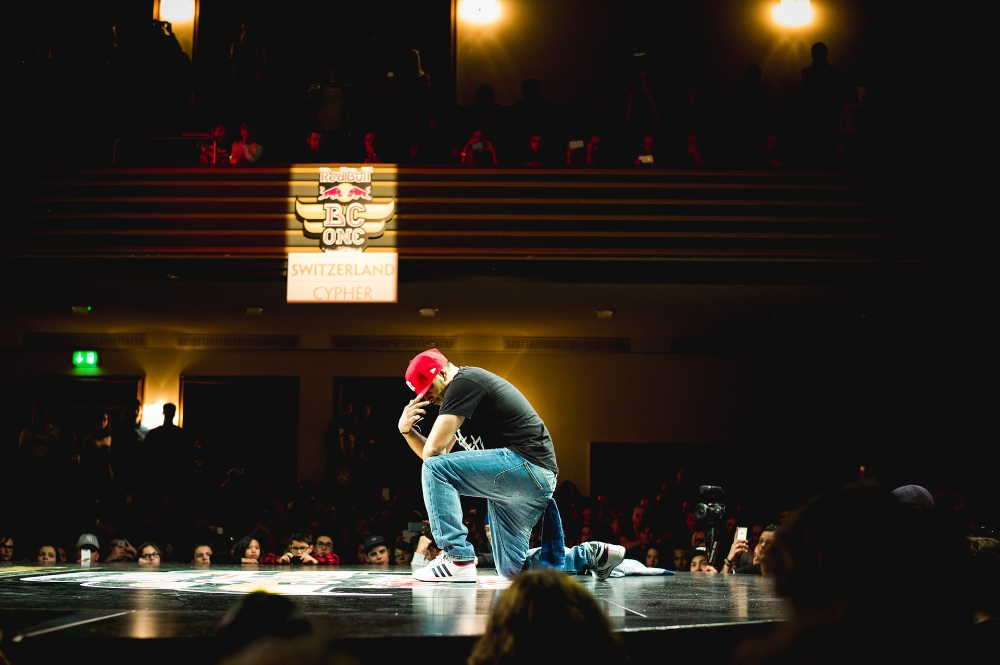 Red Bull
BC
ONE
SWITZERLAND
CYPHER